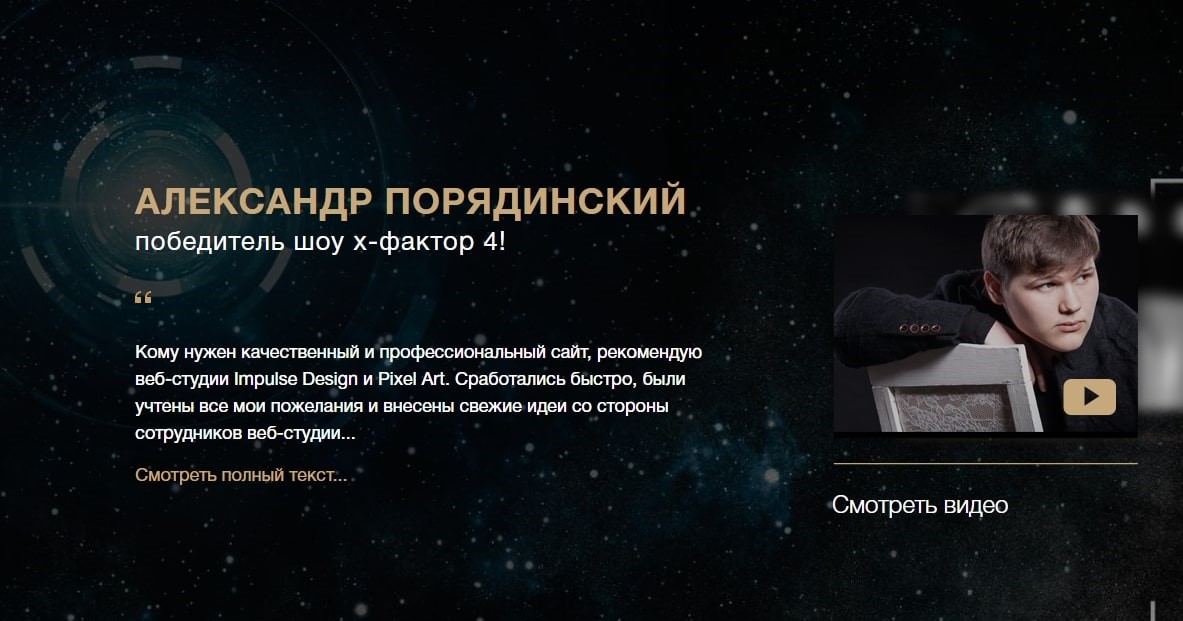 АЛЕКСАНДР ПОРЯДИНСКИЙ
победитель шоу х-фактор 4!
“
Кому нужен качественный и профессиональный сайт, рекомендую
веб-студии Impulse Design и Pixel Art. Сработались быстро, были
учтены все мои пожелания и внесены свежие идеи со стороны
сотрудников веб-студии...
Смотреть полный текст...
Смотреть видео